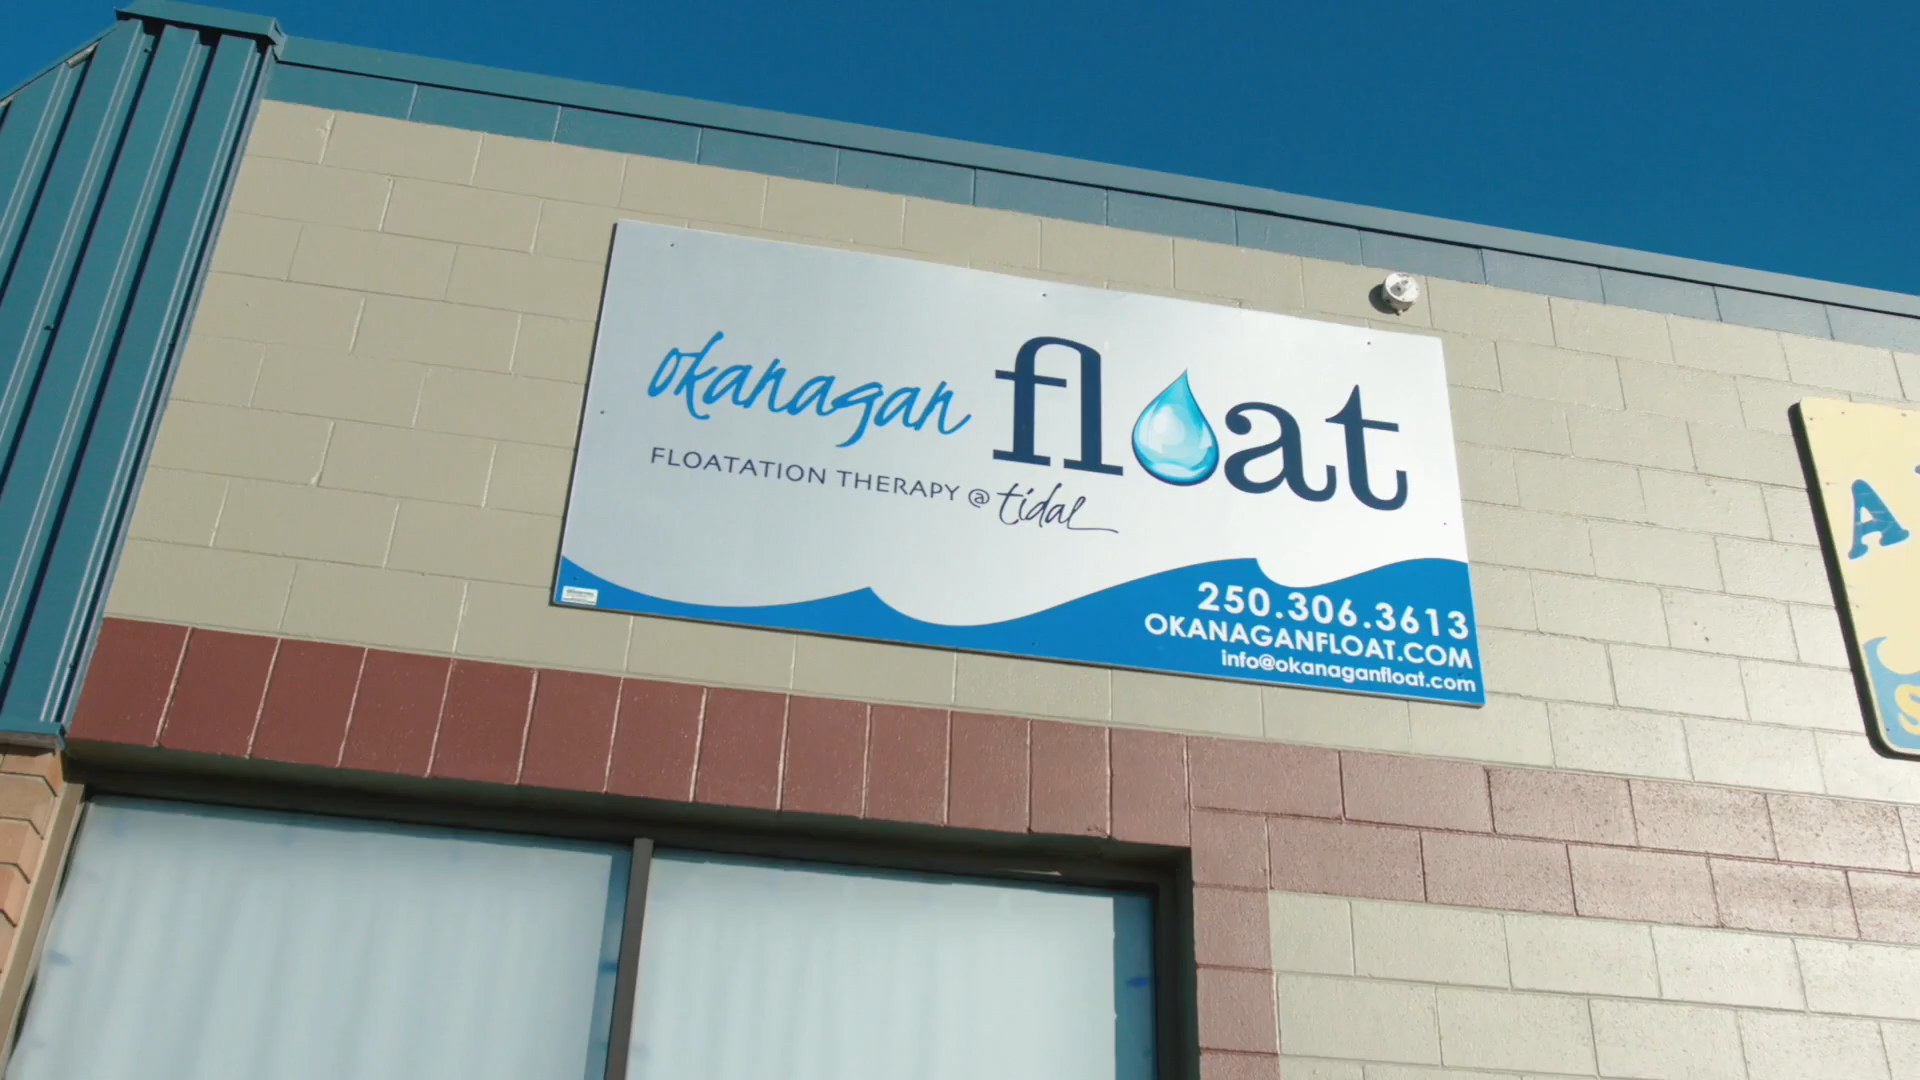 okanagan float
FLOATATION THERAPY @ tidal
250.306.3613
OKANAGANFLOAT.COM
info@okanaganfloat.com
A
S